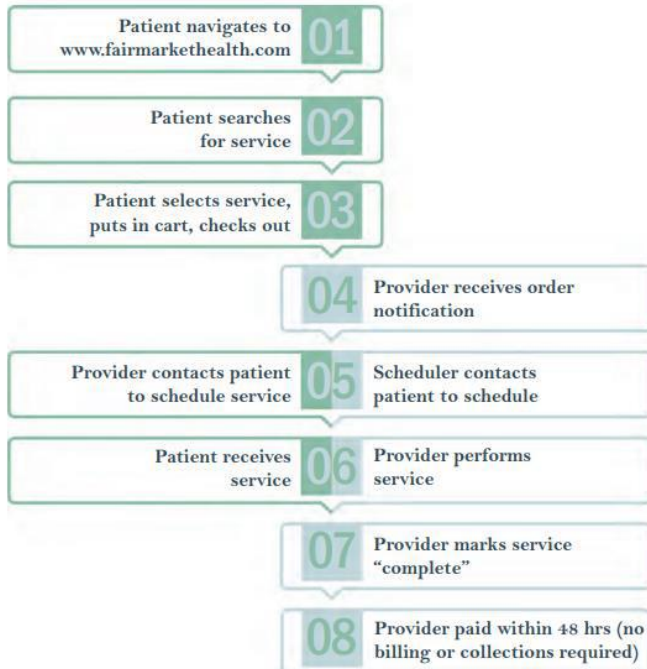 Patient navigates to
www.fairmarkethealth.com
01
Patient searches
for service
02
Patient selects service,
puts in cart, checks out
03
04
Provider receives order
notification
Provider contacts patient
to schedule service
05
Scheduler contacts
patient to schedule
Patient receives
service
06
Provider performs
service
07
Provider marks service
“complete”
08
Provider paid within 48 hrs (no
billing or collections required)